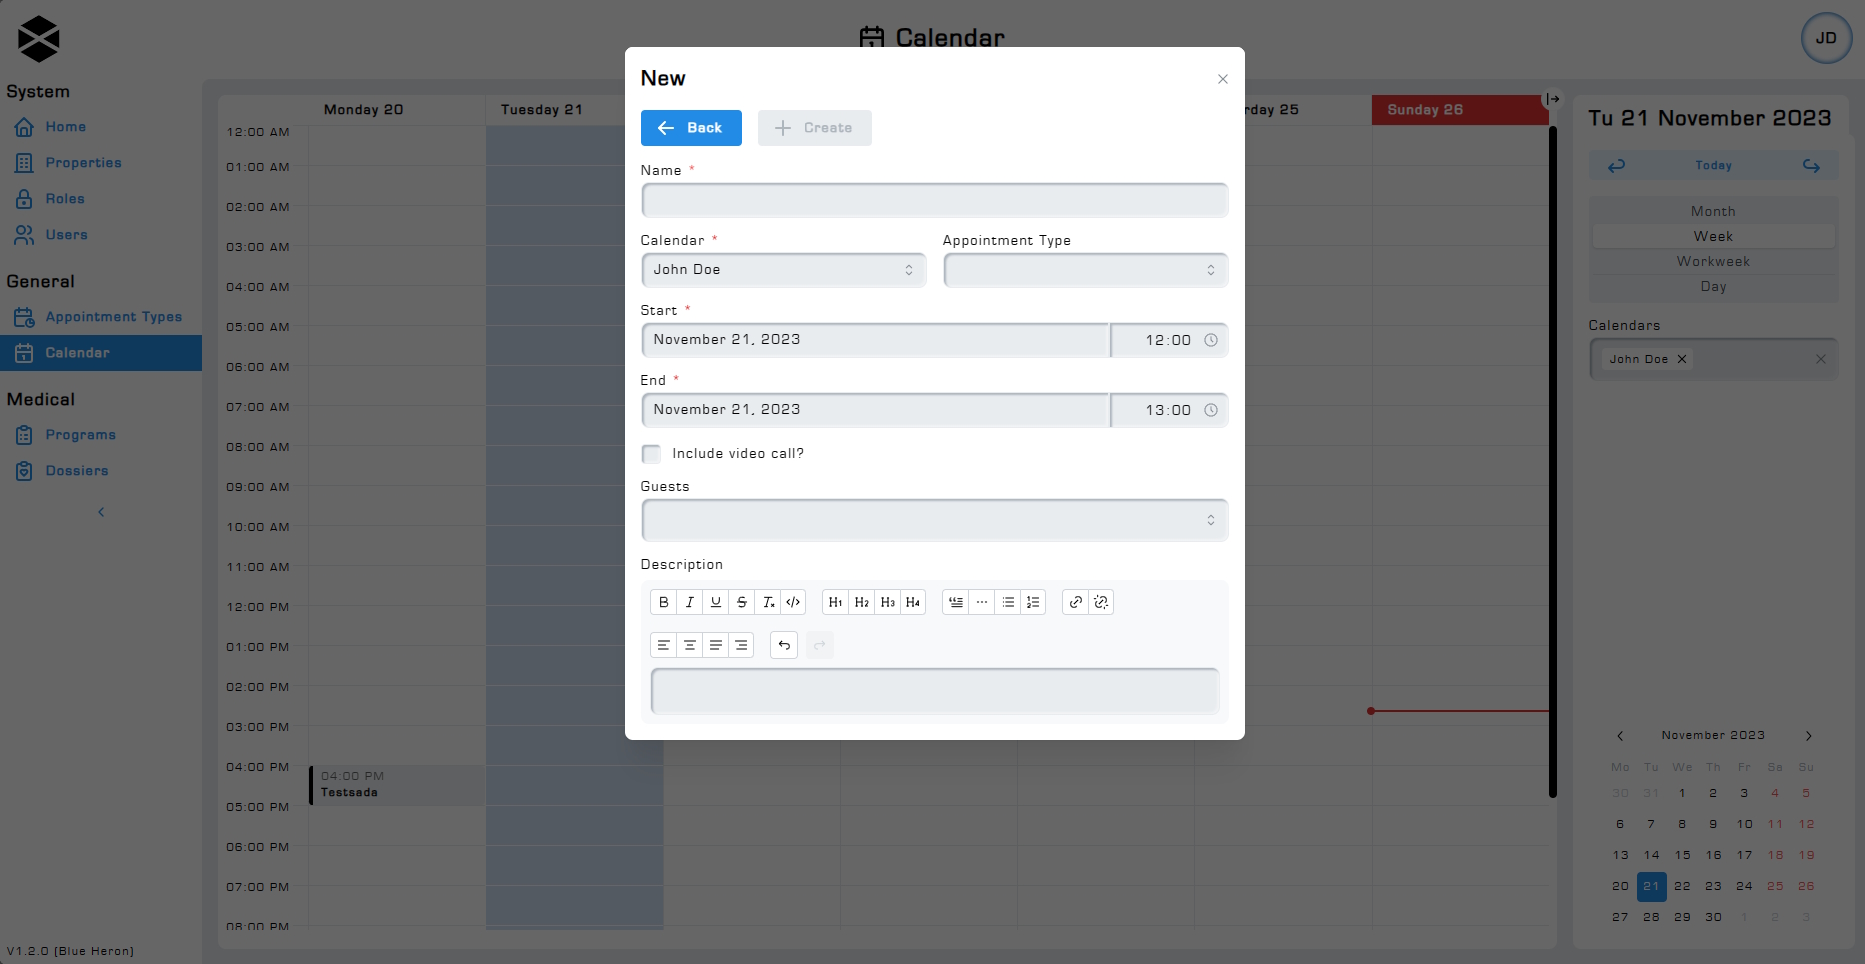 Calendar
JD
System
Home
Properties
Roles
Users
General
Appointment Types
Calendar
Medical
Programs
Dossiers
V1.2.0 (Blue Heron)
Monday 20
Tuesday 21
rday 25
Sunday 26
12:00 AM
01:00 AM
02:00 AM
03:00 AM
04:00 AM
05:00 AM
06:00 AM
07:00 AM
08:00 AM
09:00 AM
10:00 AM
11:00 AM
12:00 PM
01:00 PM
02:00 PM
03:00 PM
04:00 PM
05:00 PM
06:00 PM
07:00 PM
08:00 PM
04:00 PM
Testsada
New
Back
Create
Name *
Calendar *
Appointment Type
John Doe
Start *
November 21, 2023
12:00
End *
November 21, 2023
13:00
Include video call?
Guests
Description
B I U S Tx </> H1 H2 H3 H4
Tu 21 November 2023
Today
Month
Week
Workweek
Day
Calendars
John Doe
November 2023
Mo Tu We Th Fr Sa Su
30 31 1 2 3 4 5
6 7 8 9 10 11 12
13 14 15 16 17 18 19
20 21 22 23 24 25 26
27 28 29 30 1 2 3